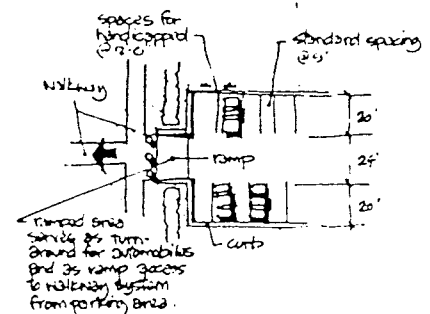 spaces for
handicapped
@ 12'0"
standard spacing
@ 9'
walkway
20'
ramp
24'
20'
curb
ramped area
serves as turn-
around for automobiles
and as ramp access
to walkway system
from parking area.